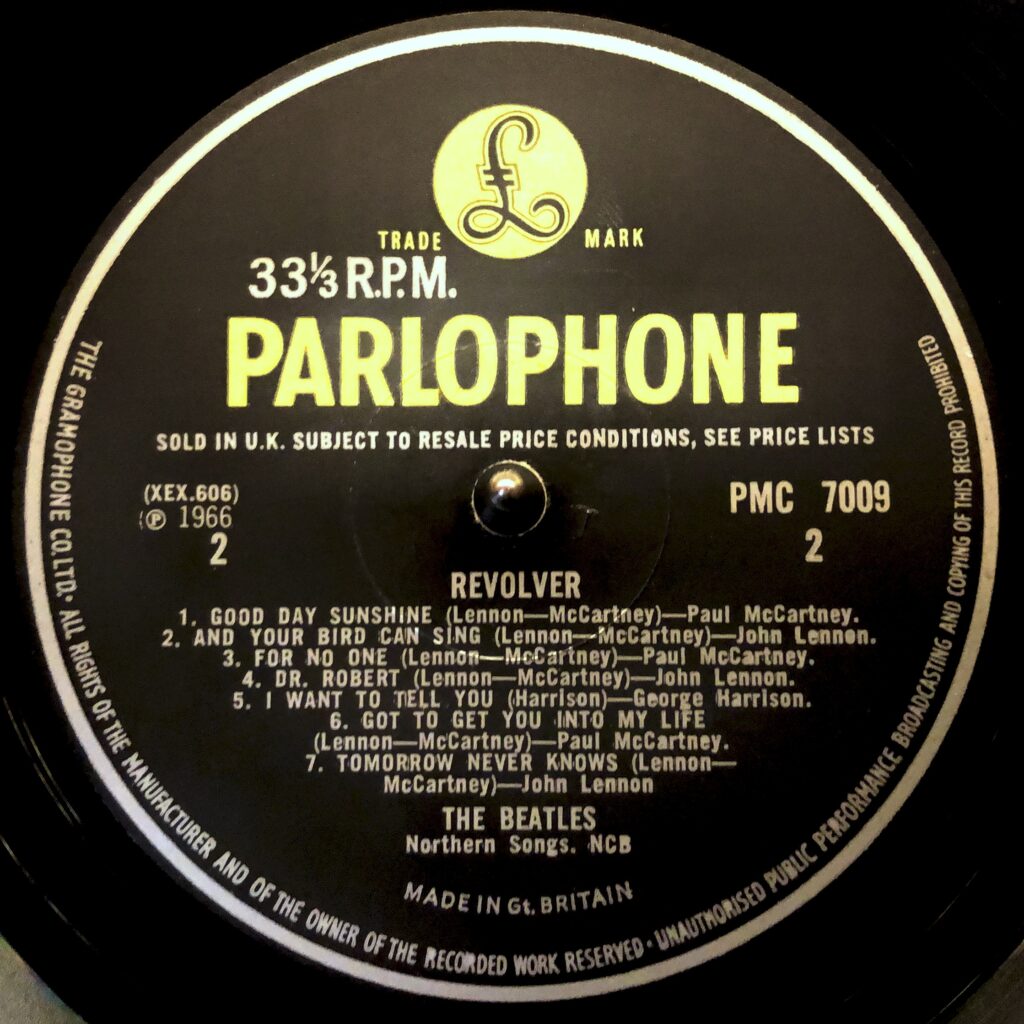 £
TRADE MARK
33⅓ R.P.M.
PARLOPHONE
SOLD IN U.K. SUBJECT TO RESALE PRICE CONDITIONS, SEE PRICE LISTS
(XEX.606)
Ⓟ 1966
2
PMC 7009
2
REVOLVER
1. GOOD DAY SUNSHINE (Lennon—McCartney)—Paul McCartney.
2. AND YOUR BIRD CAN SING (Lennon—McCartney)—John Lennon.
3. FOR NO ONE (Lennon—McCartney)—Paul McCartney.
4. DR. ROBERT (Lennon—McCartney)—John Lennon.
5. I WANT TO TELL YOU (Harrison)—George Harrison.
6. GOT TO GET YOU INTO MY LIFE
(Lennon—McCartney)—Paul McCartney.
7. TOMORROW NEVER KNOWS (Lennon—
McCartney)—John Lennon
THE BEATLES
Northern Songs. NCB
MADE IN Gt. BRITAIN
THE GRAMOPHONE CO. LTD. · ALL RIGHTS OF THE MANUFACTURER AND OF THE OWNER OF THE RECORDED WORK RESERVED · UNAUTHORISED PUBLIC PERFORMANCE BROADCASTING AND COPYING OF THIS RECORD PROHIBITED